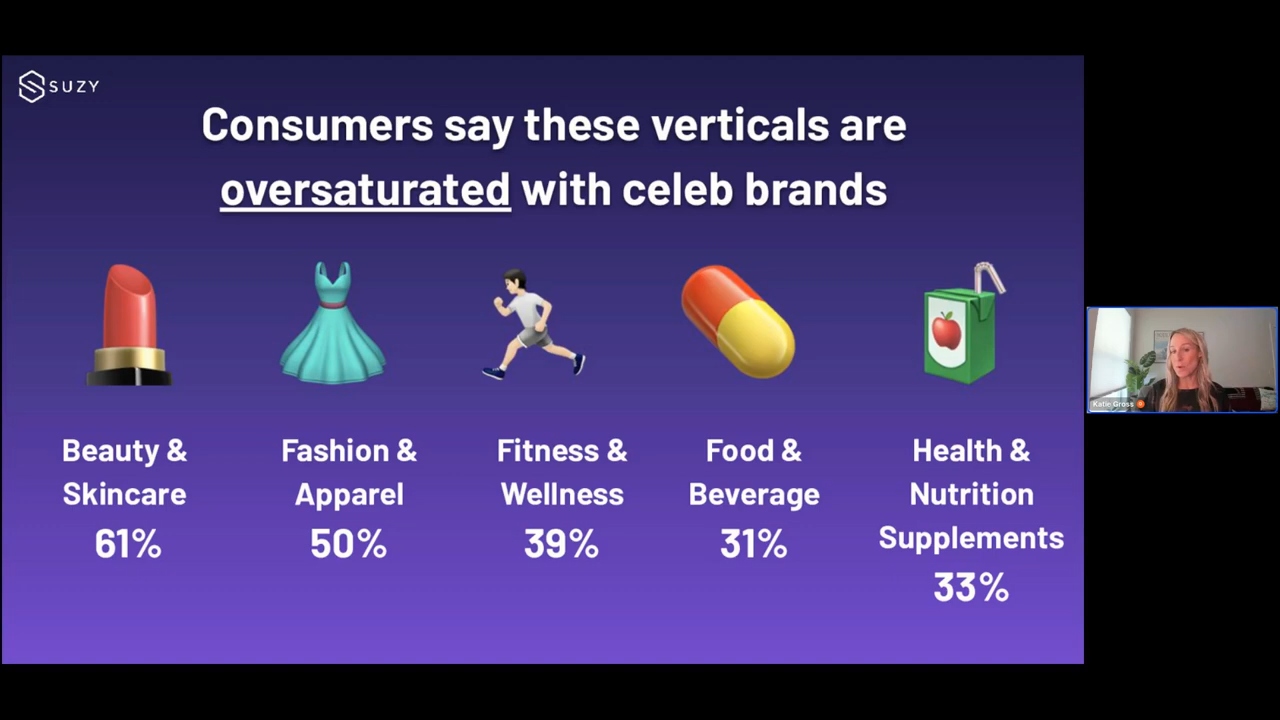 SUZY
Consumers say these verticals are
oversaturated with celeb brands
Beauty &
Skincare
61%
Fashion &
Apparel
50%
Fitness &
Wellness
39%
Food &
Beverage
31%
Health &
Nutrition
Supplements
33%
Katie Gross